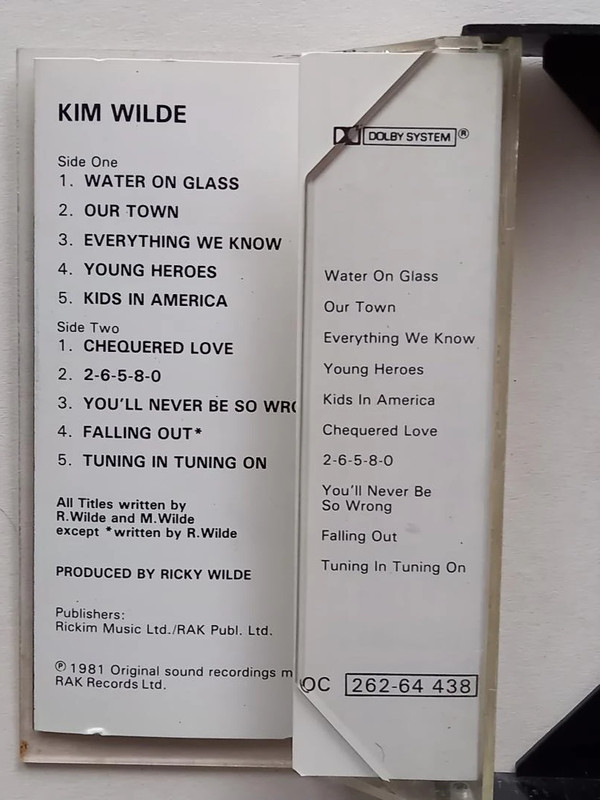 KIM WILDE
Side One
1. WATER ON GLASS
2. OUR TOWN
3. EVERYTHING WE KNOW
4. YOUNG HEROES
5. KIDS IN AMERICA
Side Two
1. CHEQUERED LOVE
2. 2-6-5-8-0
3. YOU'LL NEVER BE SO
4. FALLING OUT*
5. TUNING IN TUNING ON
All Titles written by
R.Wilde and M.Wilde
except *written by R.Wilde
PRODUCED BY RICKY WILDE
Publishers:
Rickim Music Ltd./RAK Publ. Ltd.
℗ 1981 Original sound recordings
RAK Records Ltd.
DOLBY SYSTEM ®
Water On Glass
Our Town
Everything We Know
Young Heroes
Kids In America
Chequered Love
2-6-5-8-0
You'll Never Be
So Wrong
Falling Out
Tuning In Tuning On
OC 262-64 438